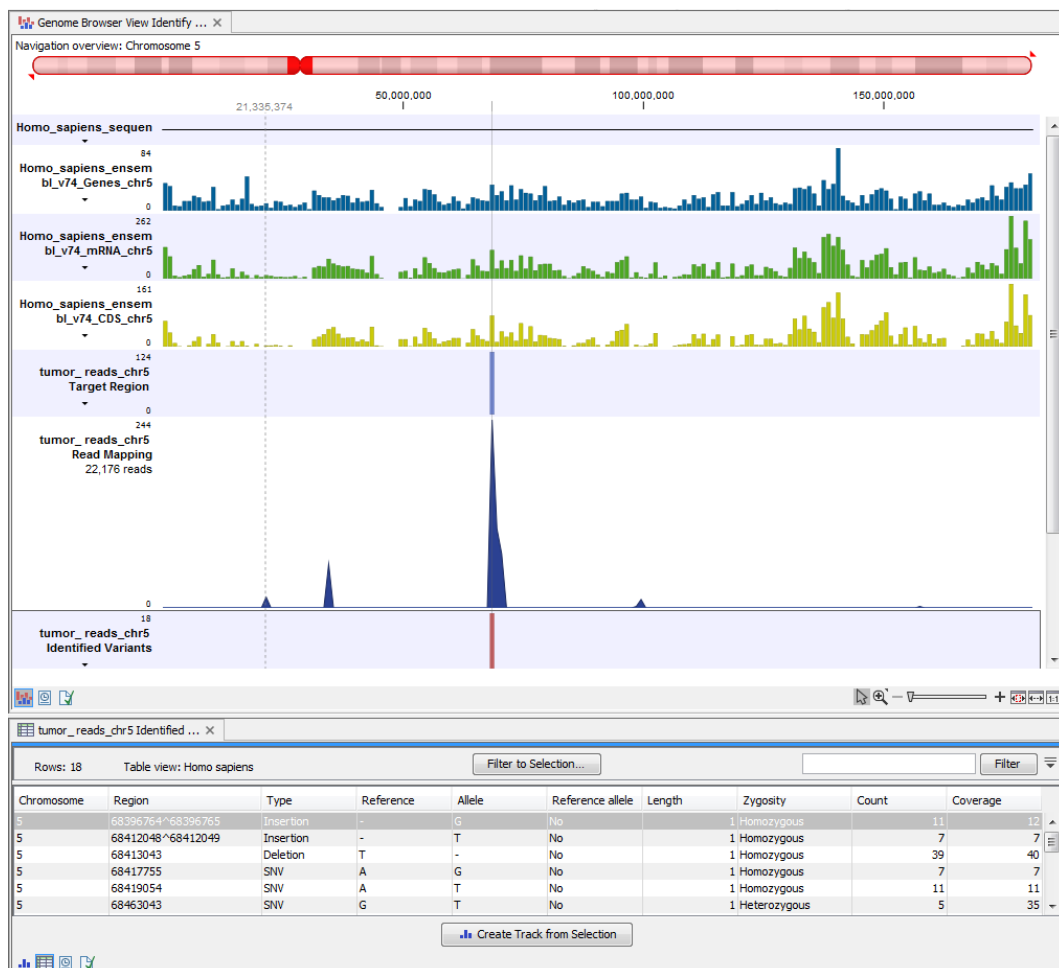 Genome Browser View Identify ...
Navigation overview: Chromosome 5
50,000,000 100,000,000 150,000,000
21,335,374
Homo_sapiens_sequen
84
Homo_sapiens_ensem
bl_v74_Genes_chr5
0
262
Homo_sapiens_ensem
bl_v74_mRNA_chr5
0
161
Homo_sapiens_ensem
bl_v74_CDS_chr5
0
124
tumor_ reads_chr5
Target Region
0
244
tumor_ reads_chr5
Read Mapping
22,176 reads
0
18
tumor_ reads_chr5
Identified Variants
1:1
tumor_ reads_chr5 Identified ...
Rows: 18 Table view: Homo sapiens Filter to Selection... Filter
Chromosome Region Type Reference Allele Reference allele Length Zygosity Count Coverage
5 68396764^68396765 Insertion - G No 1 Homozygous 11 12
5 68412048^68412049 Insertion - T No 1 Homozygous 7 7
5 68413043 Deletion T - No 1 Homozygous 39 40
5 68417755 SNV A G No 1 Homozygous 7 7
5 68419054 SNV A T No 1 Homozygous 11 11
5 68463043 SNV G T No 1 Heterozygous 5 35
Create Track from Selection